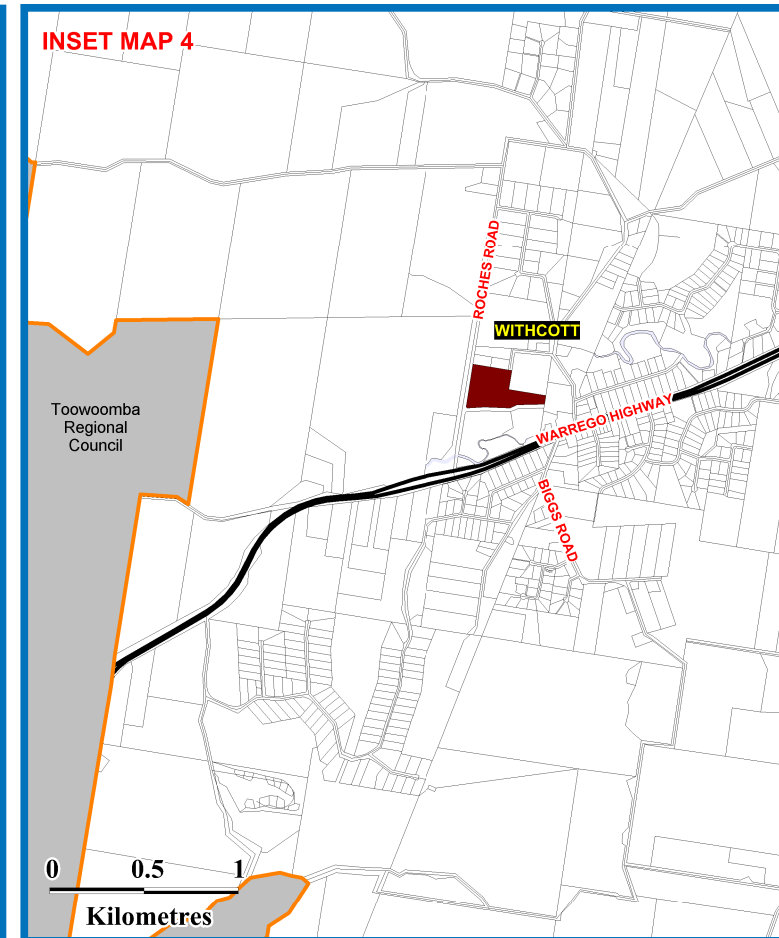 INSET MAP 4
ROCHES ROAD
WITHCOTT
Toowoomba
Regional
Council
WARREGO HIGHWAY
BIGGS ROAD
0 0.5 1
Kilometres